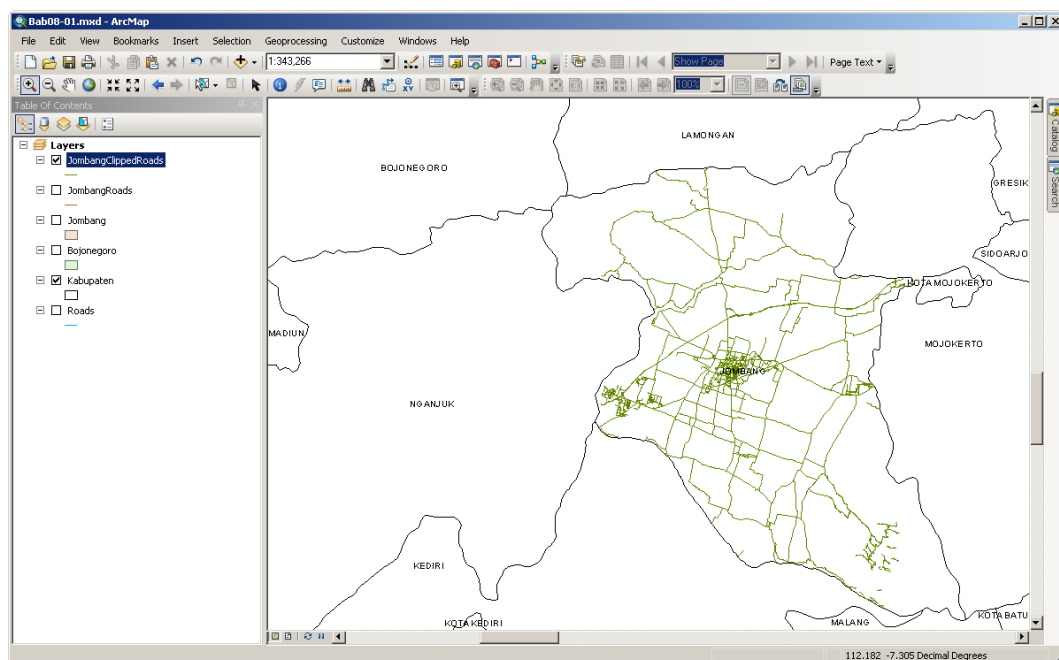 Bab08-01.mxd - ArcMap
File Edit View Bookmarks Insert Selection Geoprocessing Customize Windows Help
1:343,266 Show Page Page Text
100%
Table Of Contents
Layers
JombangClippedRoads
JombangRoads
Jombang
Bojonegoro
Kabupaten
Roads
LAMONGAN
BOJONEGORO
GRESIK
SIDOARJO
KOTA MOJOKERTO
MADIUN
MOJOKERTO
JOMBANG
NGANJUK
KEDIRI
KOTA KEDIRI
MALANG
KOTA BATU
Catalog
Search
112.182 -7.305 Decimal Degrees